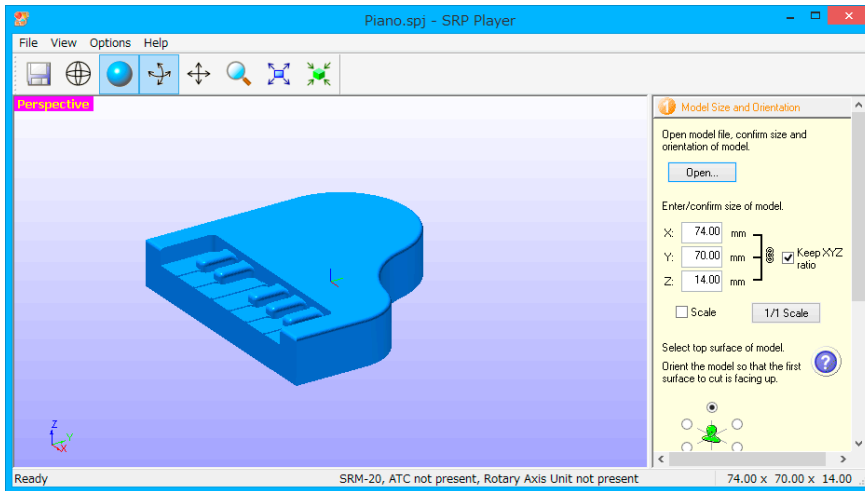 Piano.spj - SRP Player
File View Options Help
Perspective
1 Model Size and Orientation
Open model file, confirm size and
orientation of model.
Open...
Enter/confirm size of model.
X: 74.00 mm
Y: 70.00 mm
Keep XYZ
ratio
Z: 14.00 mm
Scale
1/1 Scale
Select top surface of model.
Orient the model so that the first
surface to cut is facing up.
?
Z
Y
X
Ready
SRM-20, ATC not present, Rotary Axis Unit not present
74.00 x 70.00 x 14.00